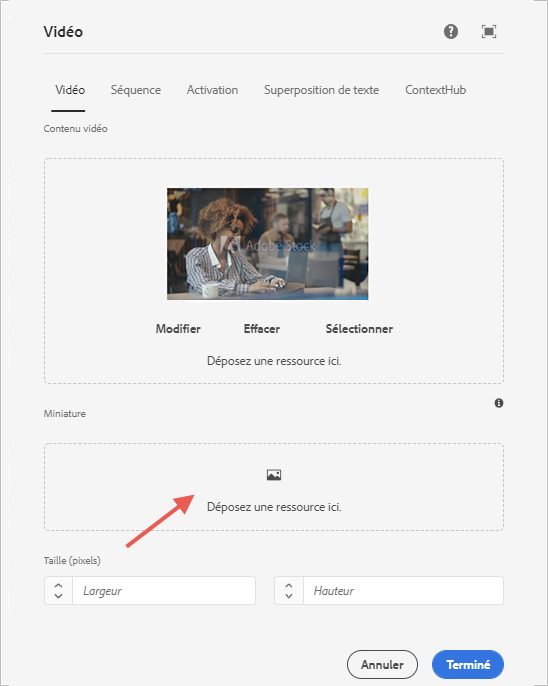 Vidéo
Vidéo Séquence Activation Superposition de texte ContextHub
Contenu vidéo
Adobe Stock
Modifier Effacer Sélectionner
Déposez une ressource ici.
Miniature
Déposez une ressource ici.
Taille (pixels)
Largeur Hauteur
Annuler Terminé